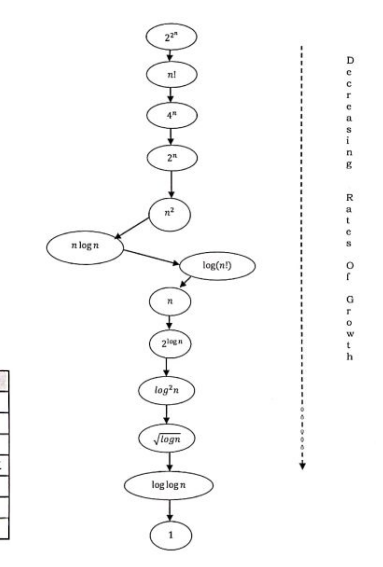 2^{2^n}
n!
4^n
2^n
n^2
n log n
log(n!)
n
2^{log n}
log^2 n
√log n
log log n
1
Decreasing Rates Of Growth